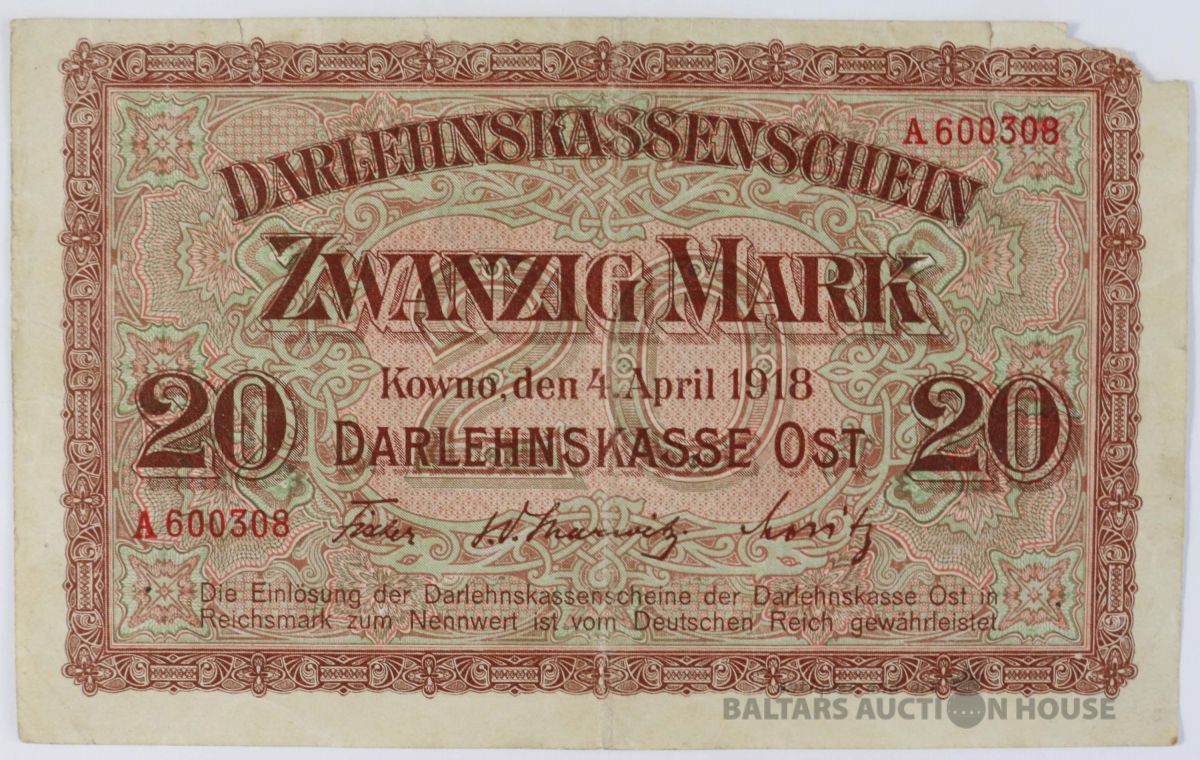 A 600308
DARLEHNSKASSENSCHEIN
ZWANZIG MARK
20
20
20
Kowno, den 4. April 1918
DARLEHNSKASSE OST
A 600308
Die Einlösung der Darlehnskassenscheine der Darlehnskasse Ost in
Reichsmark zum Nennwert ist vom Deutschen Reich gewährleistet.
BALTARS AUCTION HOUSE